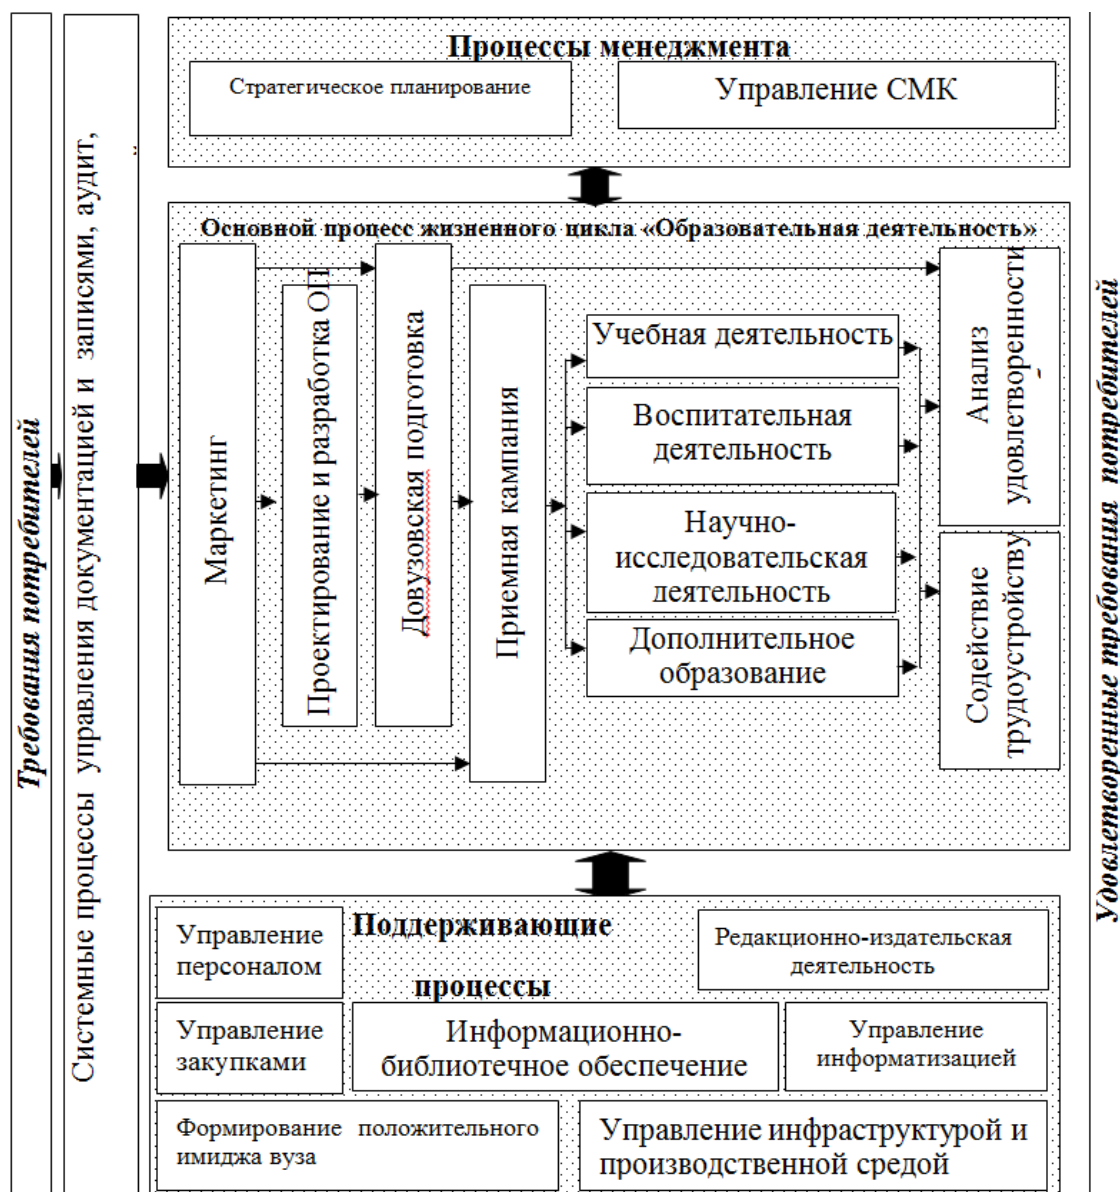 Требования потребителей
Системные процессы управления документацией и записями, аудит,
Процессы менеджмента
Стратегическое планирование
Управление СМК
Основной процесс жизненного цикла «Образовательная деятельность»
Маркетинг
Проектирование и разработка ОП
Довузовская подготовка
Приемная кампания
Учебная деятельность
Воспитательная
деятельность
Научно-
исследовательская
деятельность
Дополнительное
образование
Анализ
удовлетворенности
Содействие
трудоустройству
Поддерживающие
процессы
Управление
персоналом
Редакционно-издательская
деятельность
Управление
закупками
Информационно-
библиотечное обеспечение
Управление
информатизацией
Формирование положительного
имиджа вуза
Управление инфраструктурой и
производственной средой
Удовлетворенные требования потребителей